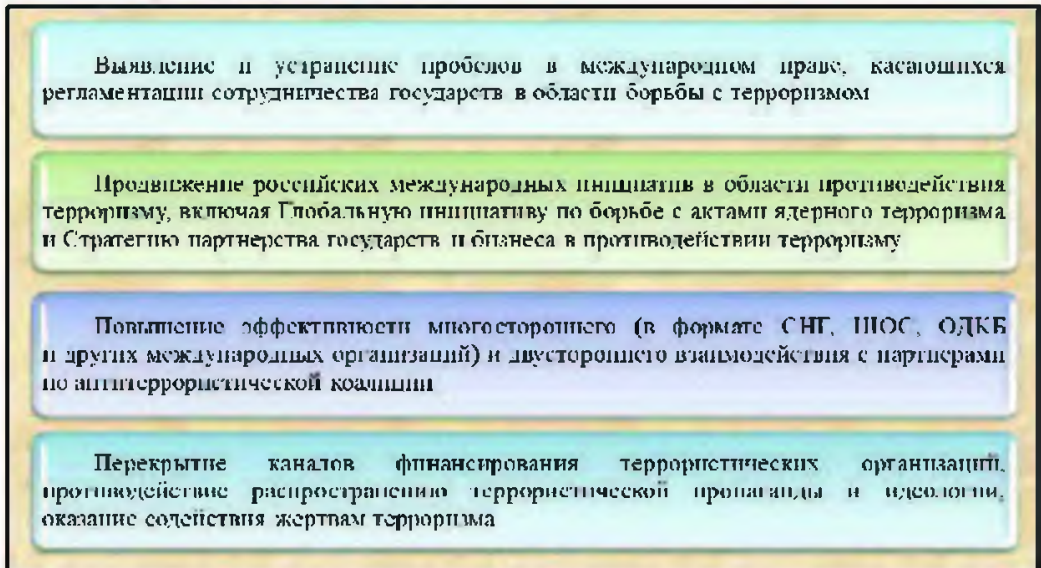 Выявление и устранение пробелов в международном праве, касающихся
регламентации сотрудничества государств в области борьбы с терроризмом
Продвижение российских международных инициатив в области противодействия
терроризму, включая Глобальную инициативу по борьбе с актами ядерного терроризма
и Стратегию партнерства государств и бизнеса в противодействии терроризму
Повышение эффективности многостороннего (в формате СНГ, ШОС, ОДКБ
и других международных организаций) и двустороннего взаимодействия с партнерами
по антитеррористической коалиции
Перекрытие каналов финансирования террористических организаций,
противодействие распространению террористической пропаганды и идеологии,
оказание содействия жертвам терроризма